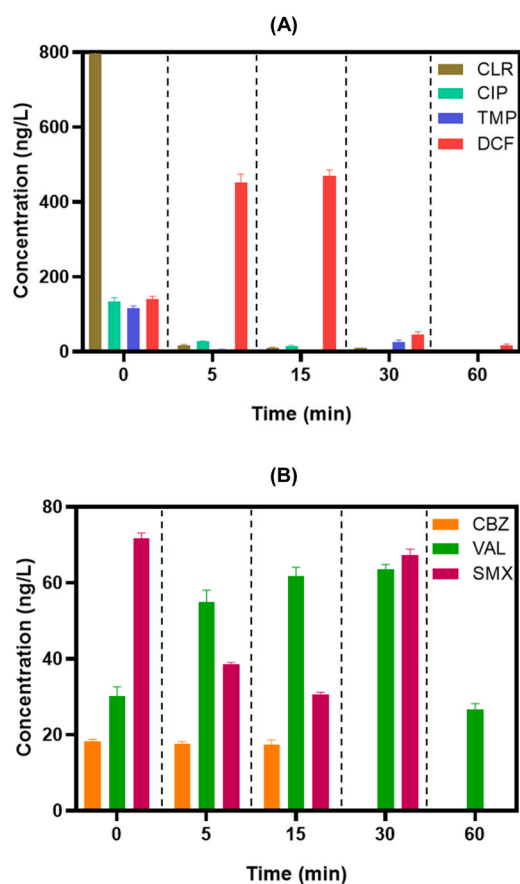 (A)
800
600
400
200
0
Concentration (ng/L)
CLR
CIP
TMP
DCF
0 5 15 30 60
Time (min)
(B)
80
60
40
20
0
Concentration (ng/L)
CBZ
VAL
SMX
0 5 15 30 60
Time (min)